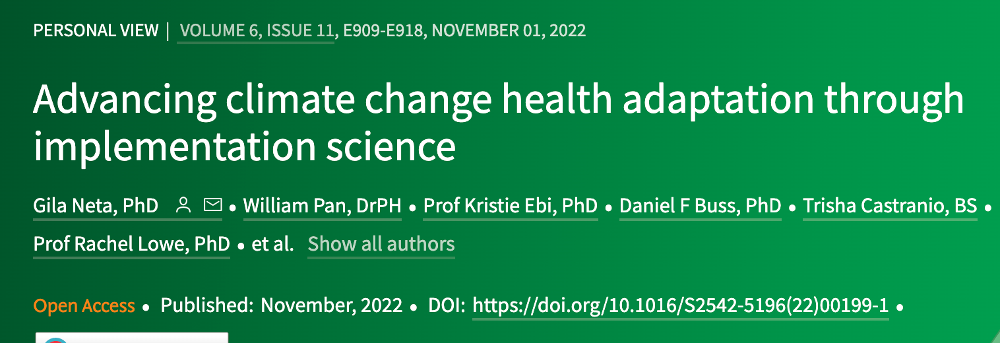 PERSONAL VIEW | VOLUME 6, ISSUE 11, E909-E918, NOVEMBER 01, 2022
Advancing climate change health adaptation through
implementation science
Gila Neta, PhD • William Pan, DrPH • Prof Kristie Ebi, PhD • Daniel F Buss, PhD • Trisha Castranio, BS •
Prof Rachel Lowe, PhD • et al. Show all authors
Open Access • Published: November, 2022 • DOI: https://doi.org/10.1016/S2542-5196(22)00199-1 •